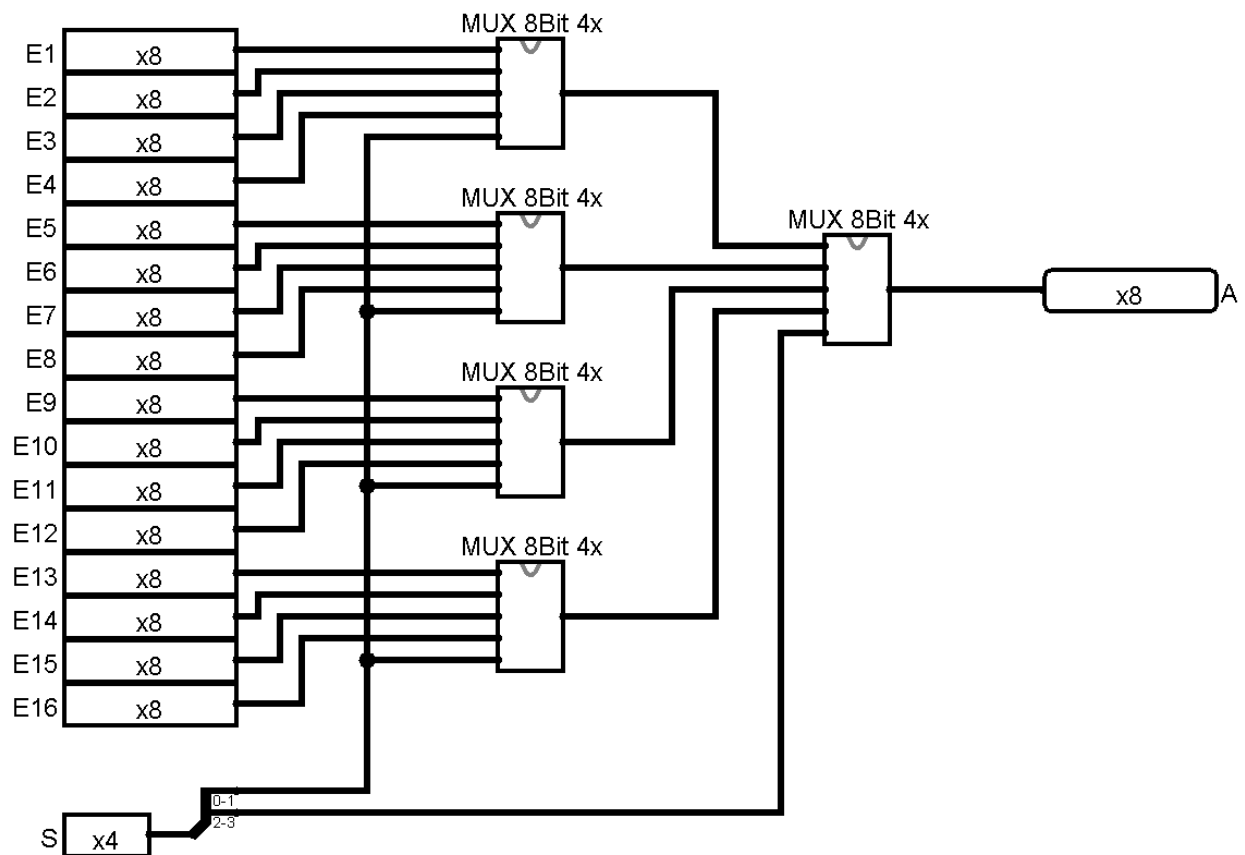 MUX 8Bit 4x
E1 x8
E2 x8
E3 x8
E4 x8
MUX 8Bit 4x
E5 x8
MUX 8Bit 4x
E6 x8
E7 x8
x8 A
E8 x8
MUX 8Bit 4x
E9 x8
E10 x8
E11 x8
E12 x8
MUX 8Bit 4x
E13 x8
E14 x8
E15 x8
E16 x8
0-1
2-3
S x4